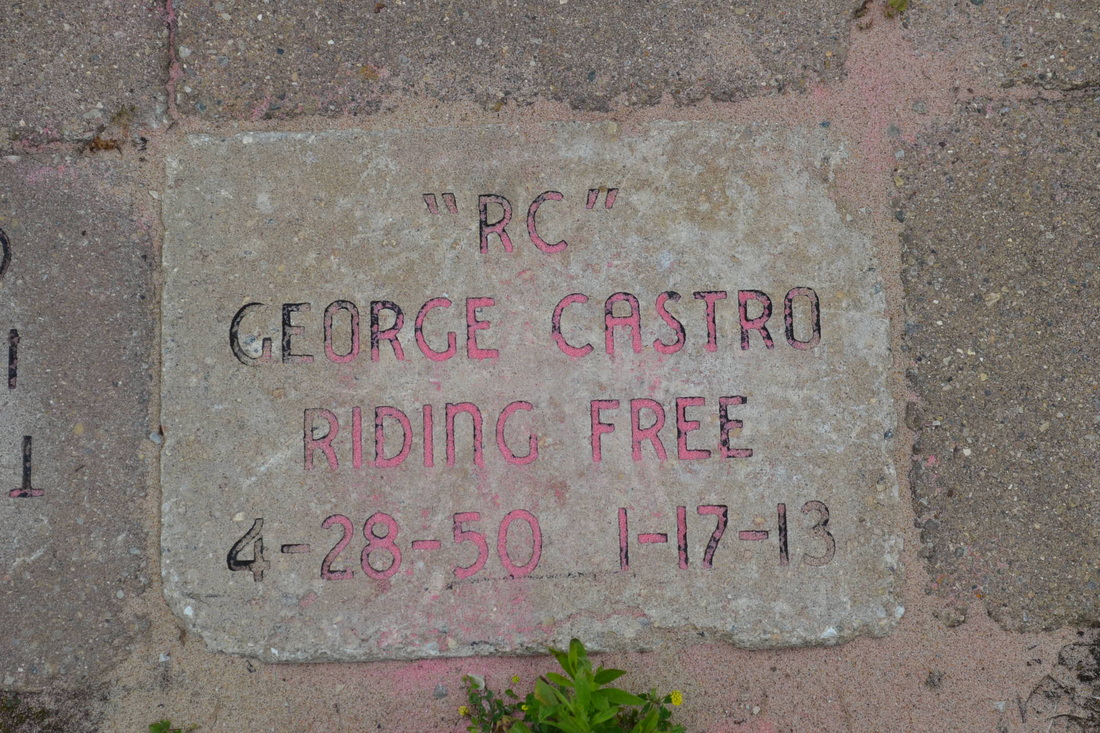 "RC"
GEORGE CASTRO
RIDING FREE
4-28-50 1-17-13